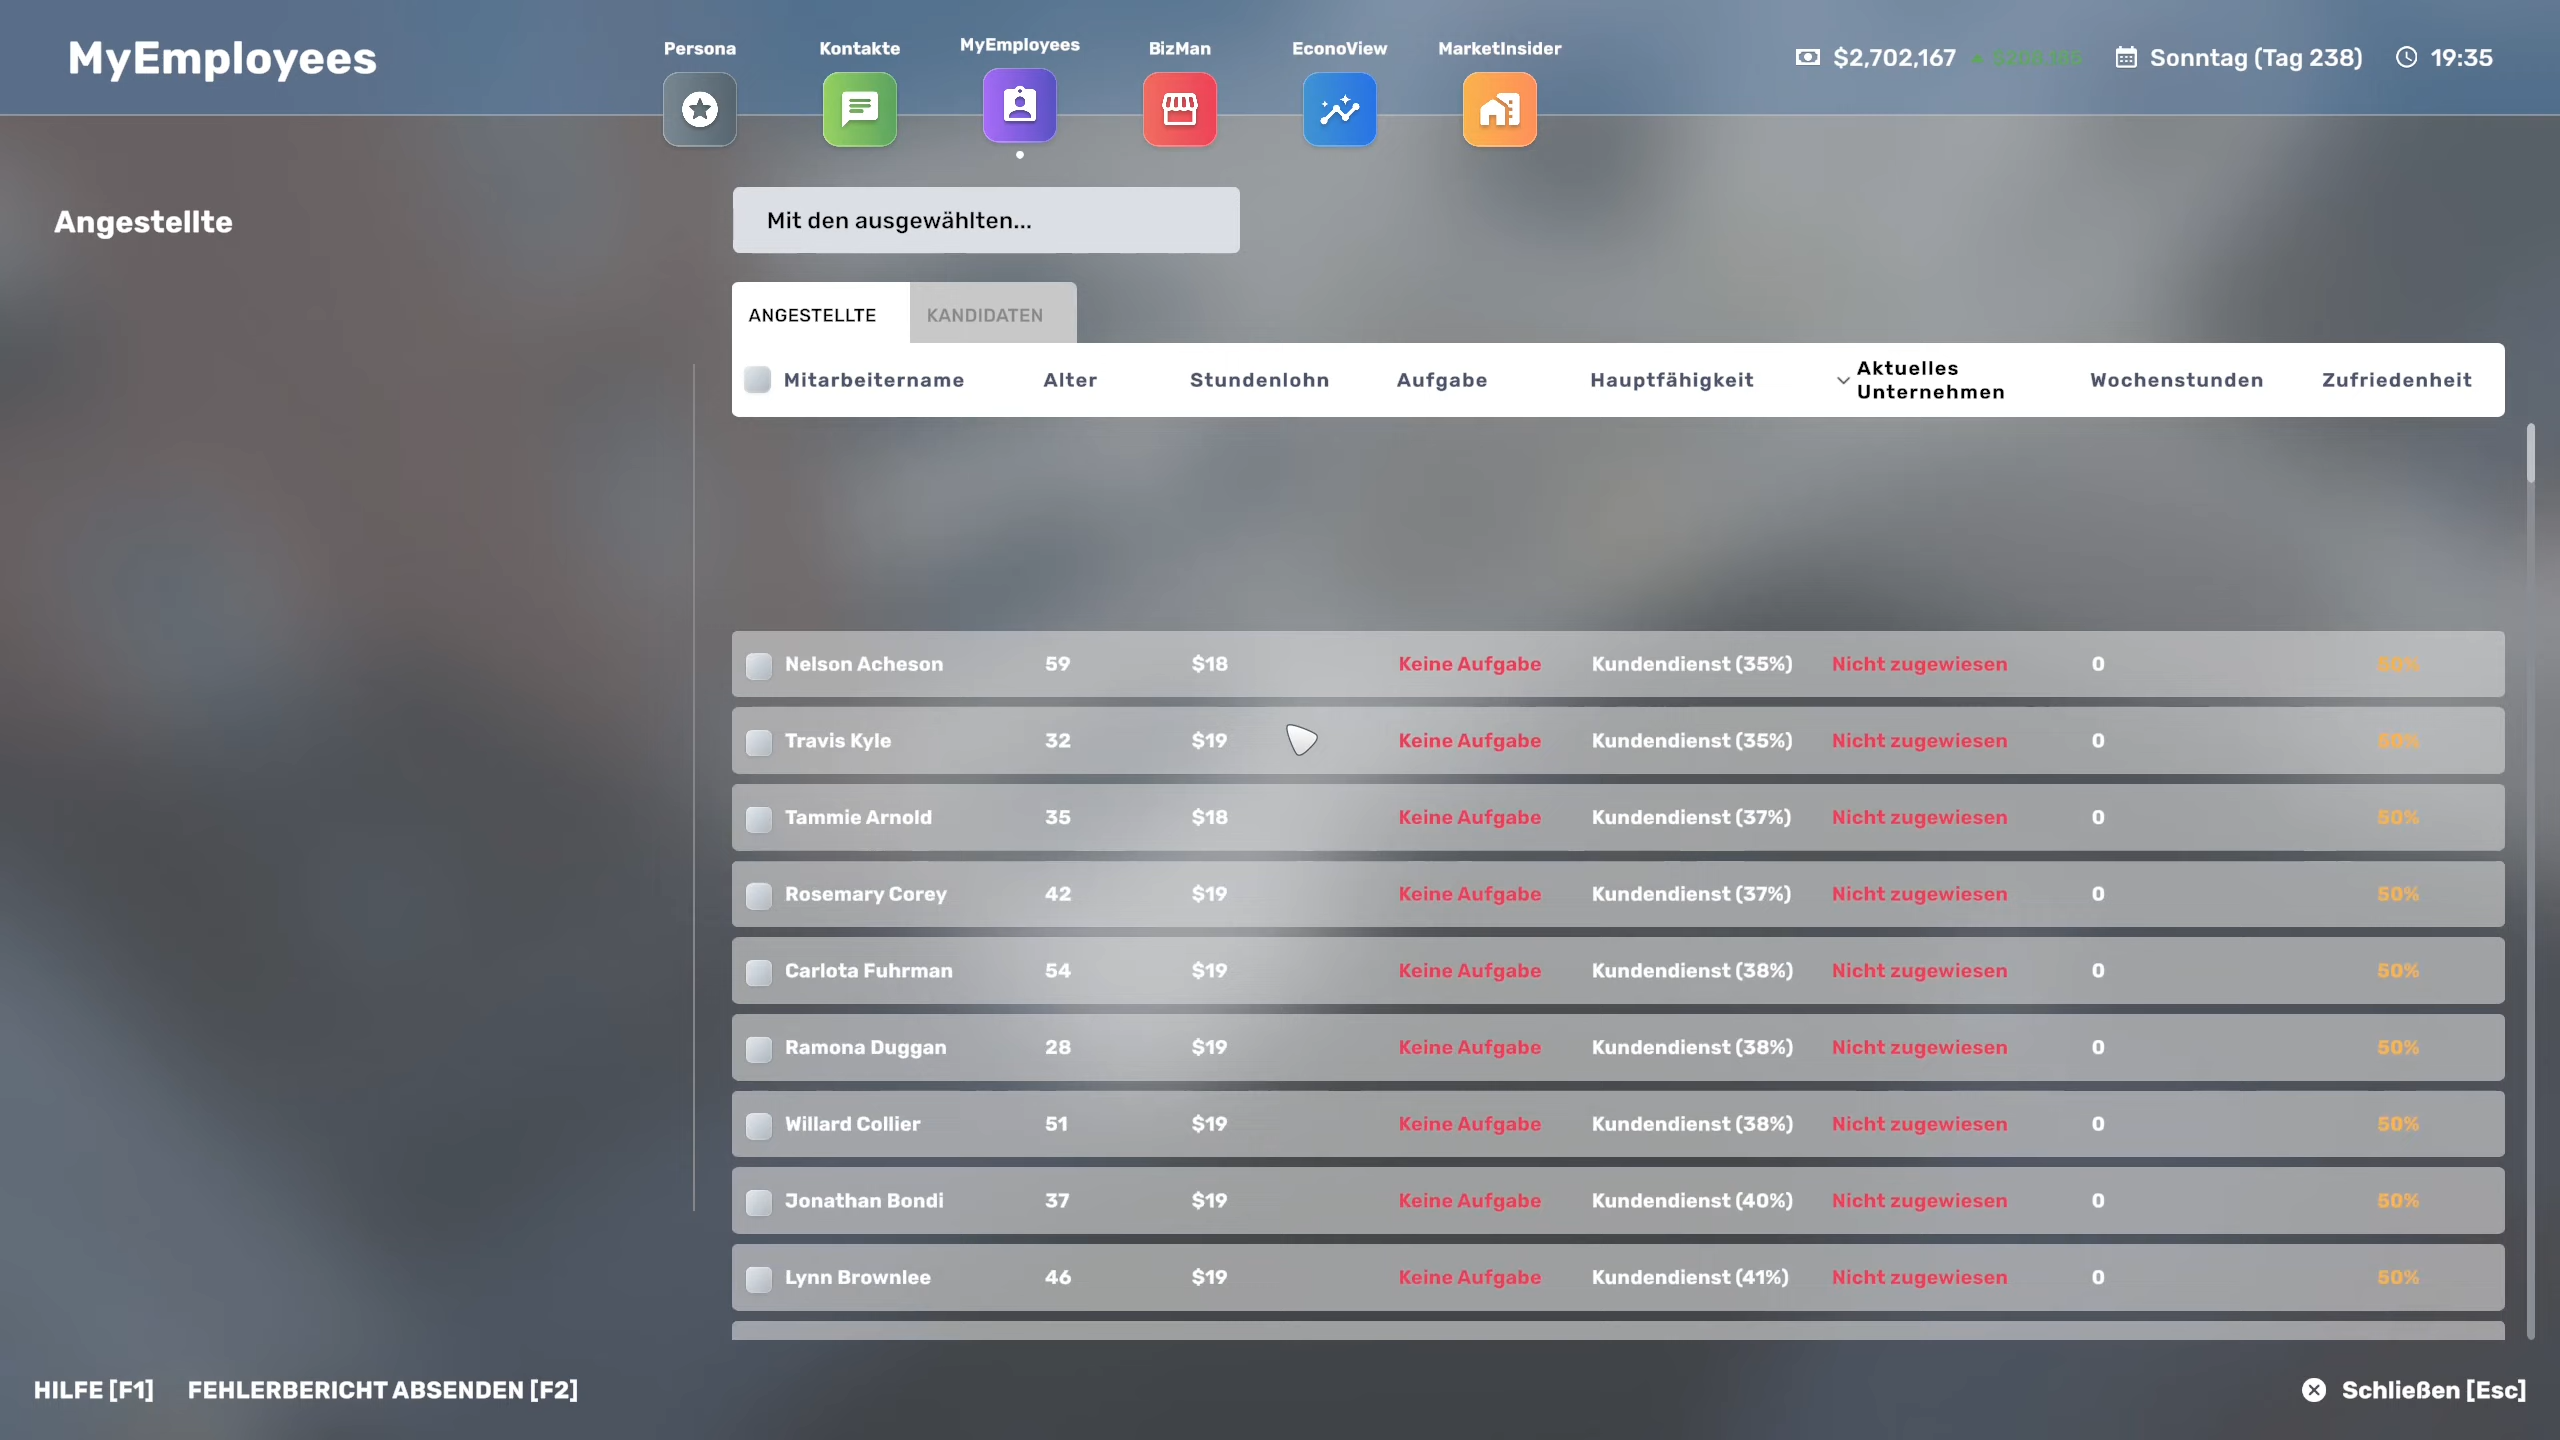 MyEmployees
Persona
Kontakte
MyEmployees
BizMan
EconoView
MarketInsider
$2,702,167
Sonntag (Tag 238)
19:35
Angestellte
Mit den ausgewählten...
ANGESTELLTE
KANDIDATEN
Mitarbeitername Alter Stundenlohn Aufgabe Hauptfähigkeit Aktuelles Unternehmen Wochenstunden Zufriedenheit
Nelson Acheson 59 $18 Keine Aufgabe Kundendienst (35%) Nicht zugewiesen 0 50%
Travis Kyle 32 $19 Keine Aufgabe Kundendienst (35%) Nicht zugewiesen 0 50%
Tammie Arnold 35 $18 Keine Aufgabe Kundendienst (37%) Nicht zugewiesen 0 50%
Rosemary Corey 42 $19 Keine Aufgabe Kundendienst (37%) Nicht zugewiesen 0 50%
Carlota Fuhrman 54 $19 Keine Aufgabe Kundendienst (38%) Nicht zugewiesen 0 50%
Ramona Duggan 28 $19 Keine Aufgabe Kundendienst (38%) Nicht zugewiesen 0 50%
Willard Collier 51 $19 Keine Aufgabe Kundendienst (38%) Nicht zugewiesen 0 50%
Jonathan Bondi 37 $19 Keine Aufgabe Kundendienst (40%) Nicht zugewiesen 0 50%
Lynn Brownlee 46 $19 Keine Aufgabe Kundendienst (41%) Nicht zugewiesen 0 50%
HILFE [F1]
FEHLERBERICHT ABSENDEN [F2]
Schließen [Esc]